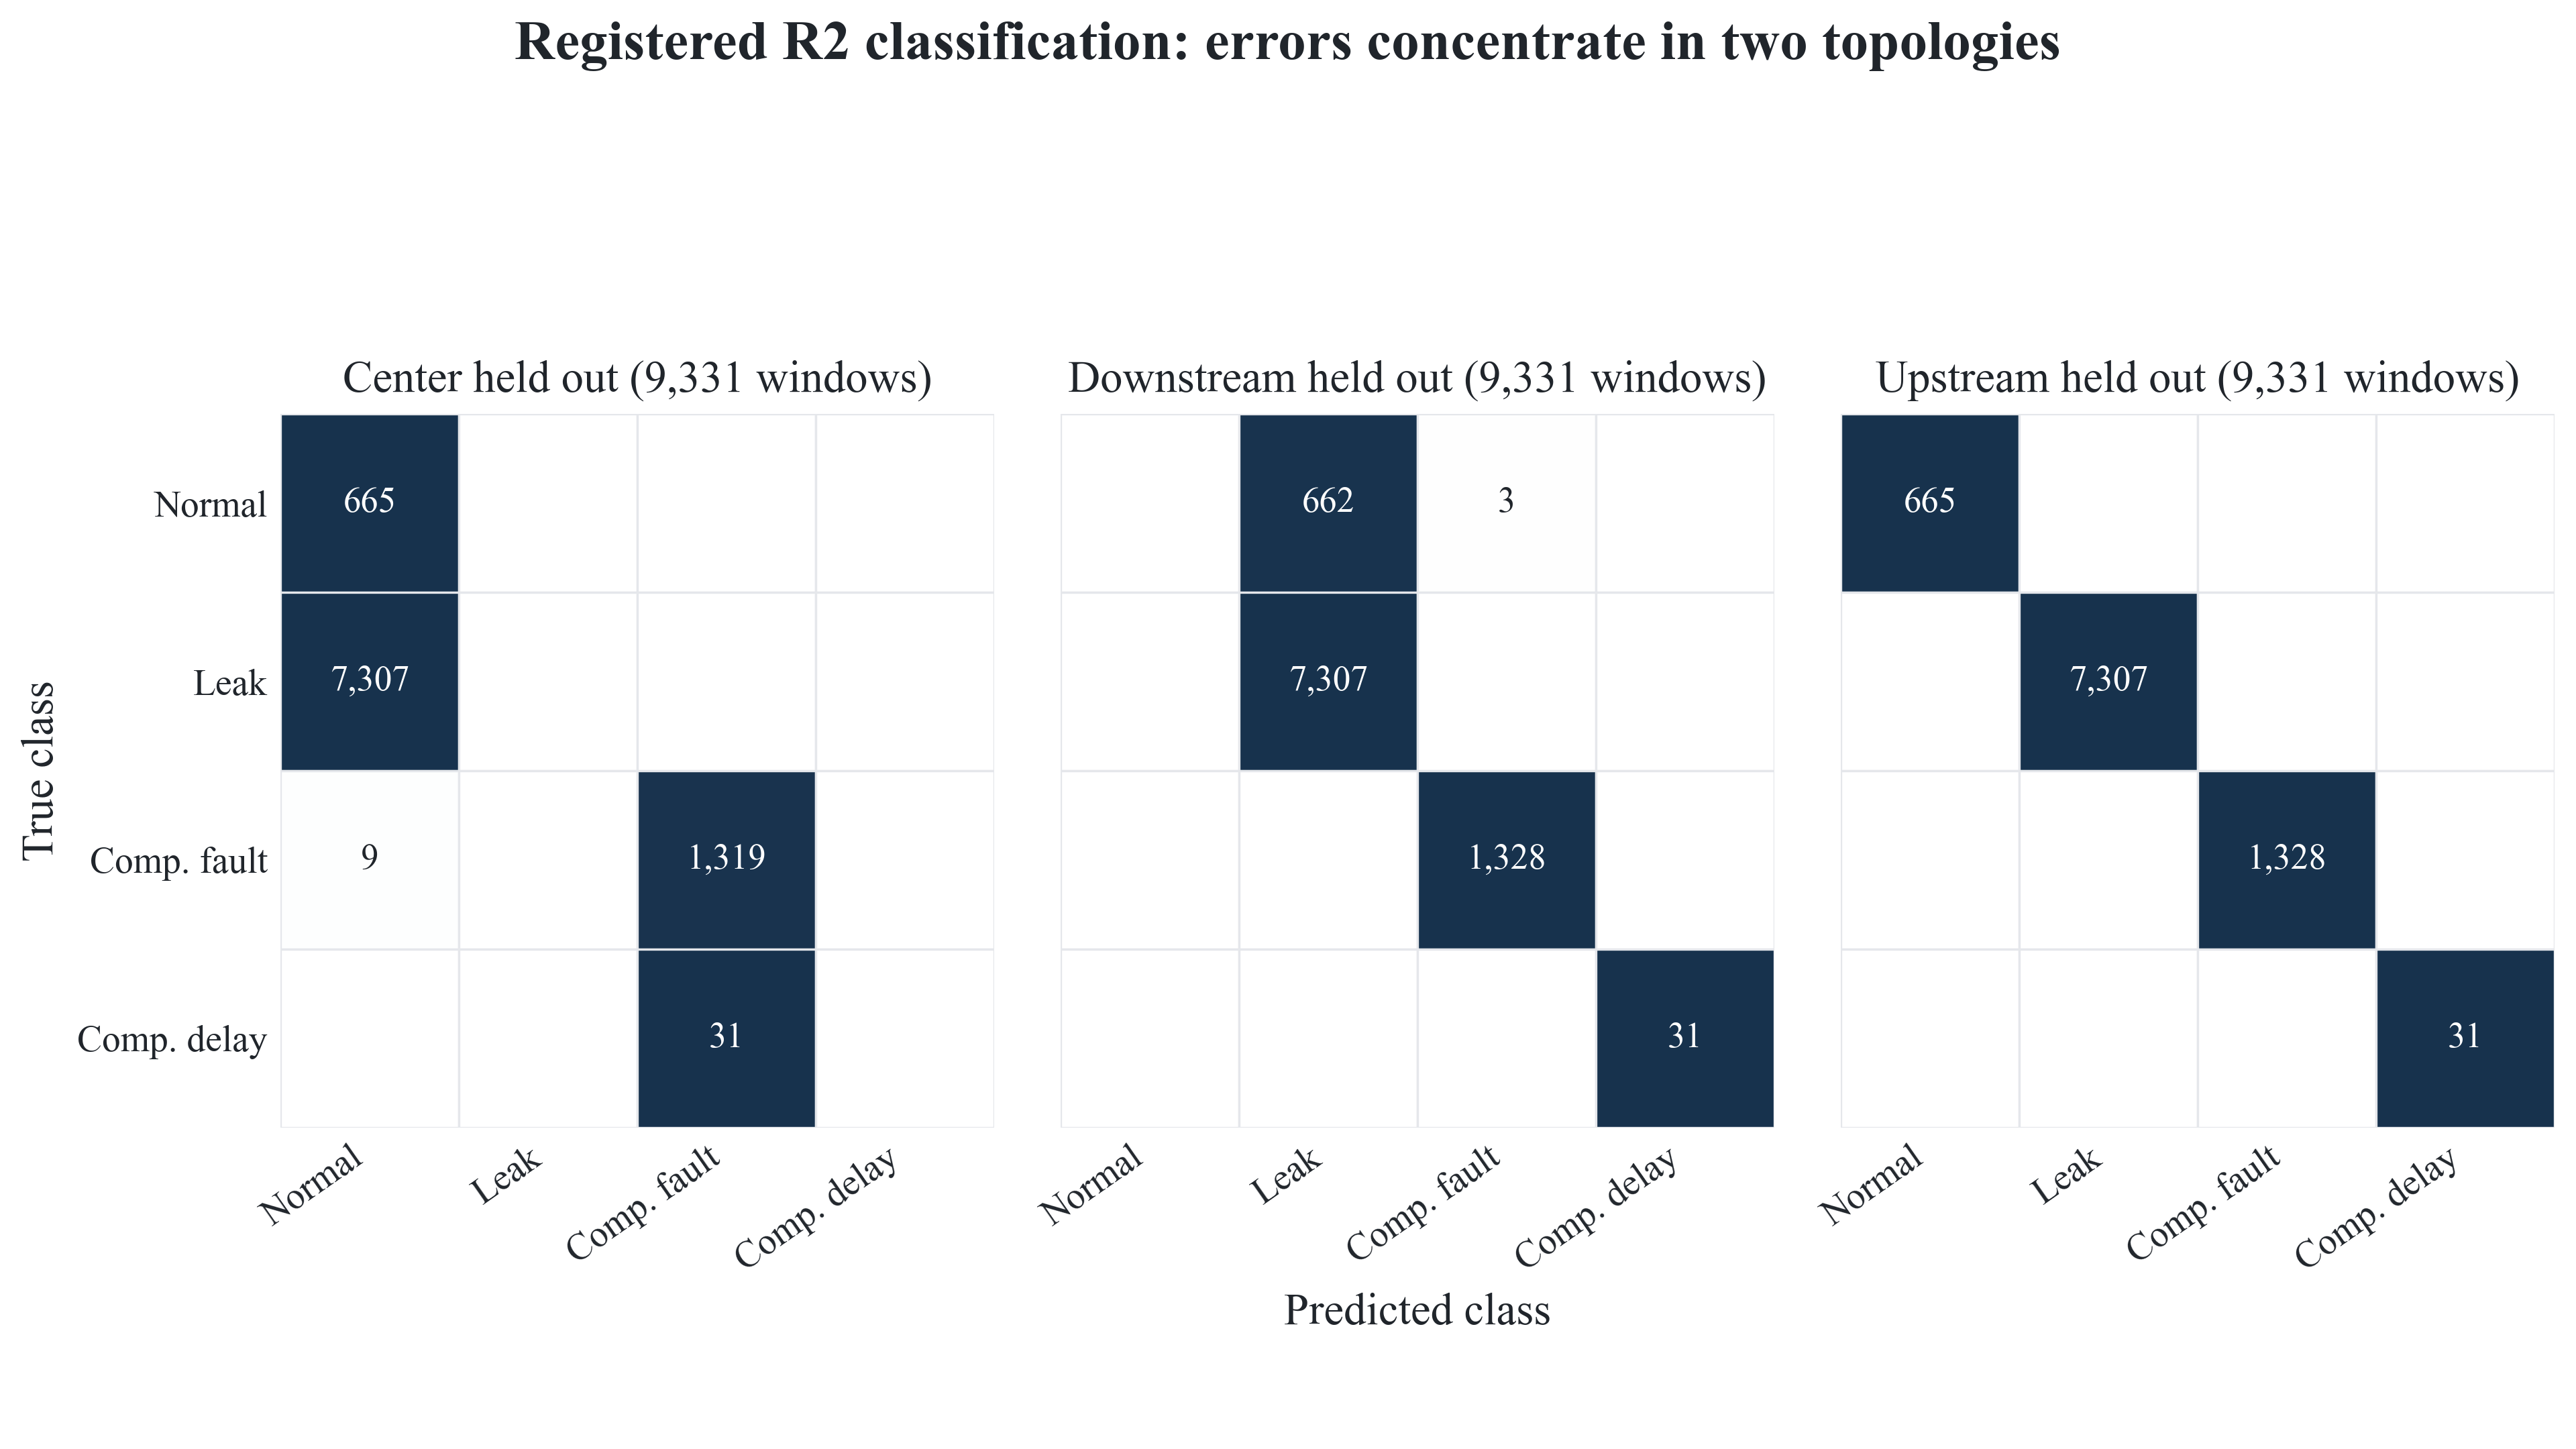 Registered R2 classification: errors concentrate in two topologies
Center held out (9,331 windows)
Downstream held out (9,331 windows)
Upstream held out (9,331 windows)
True class
Normal
Leak
Comp. fault
Comp. delay
665
7,307
9
1,319
31
662
3
7,307
1,328
31
665
7,307
1,328
31
Normal
Leak
Comp. fault
Comp. delay
Normal
Leak
Comp. fault
Comp. delay
Normal
Leak
Comp. fault
Comp. delay
Predicted class